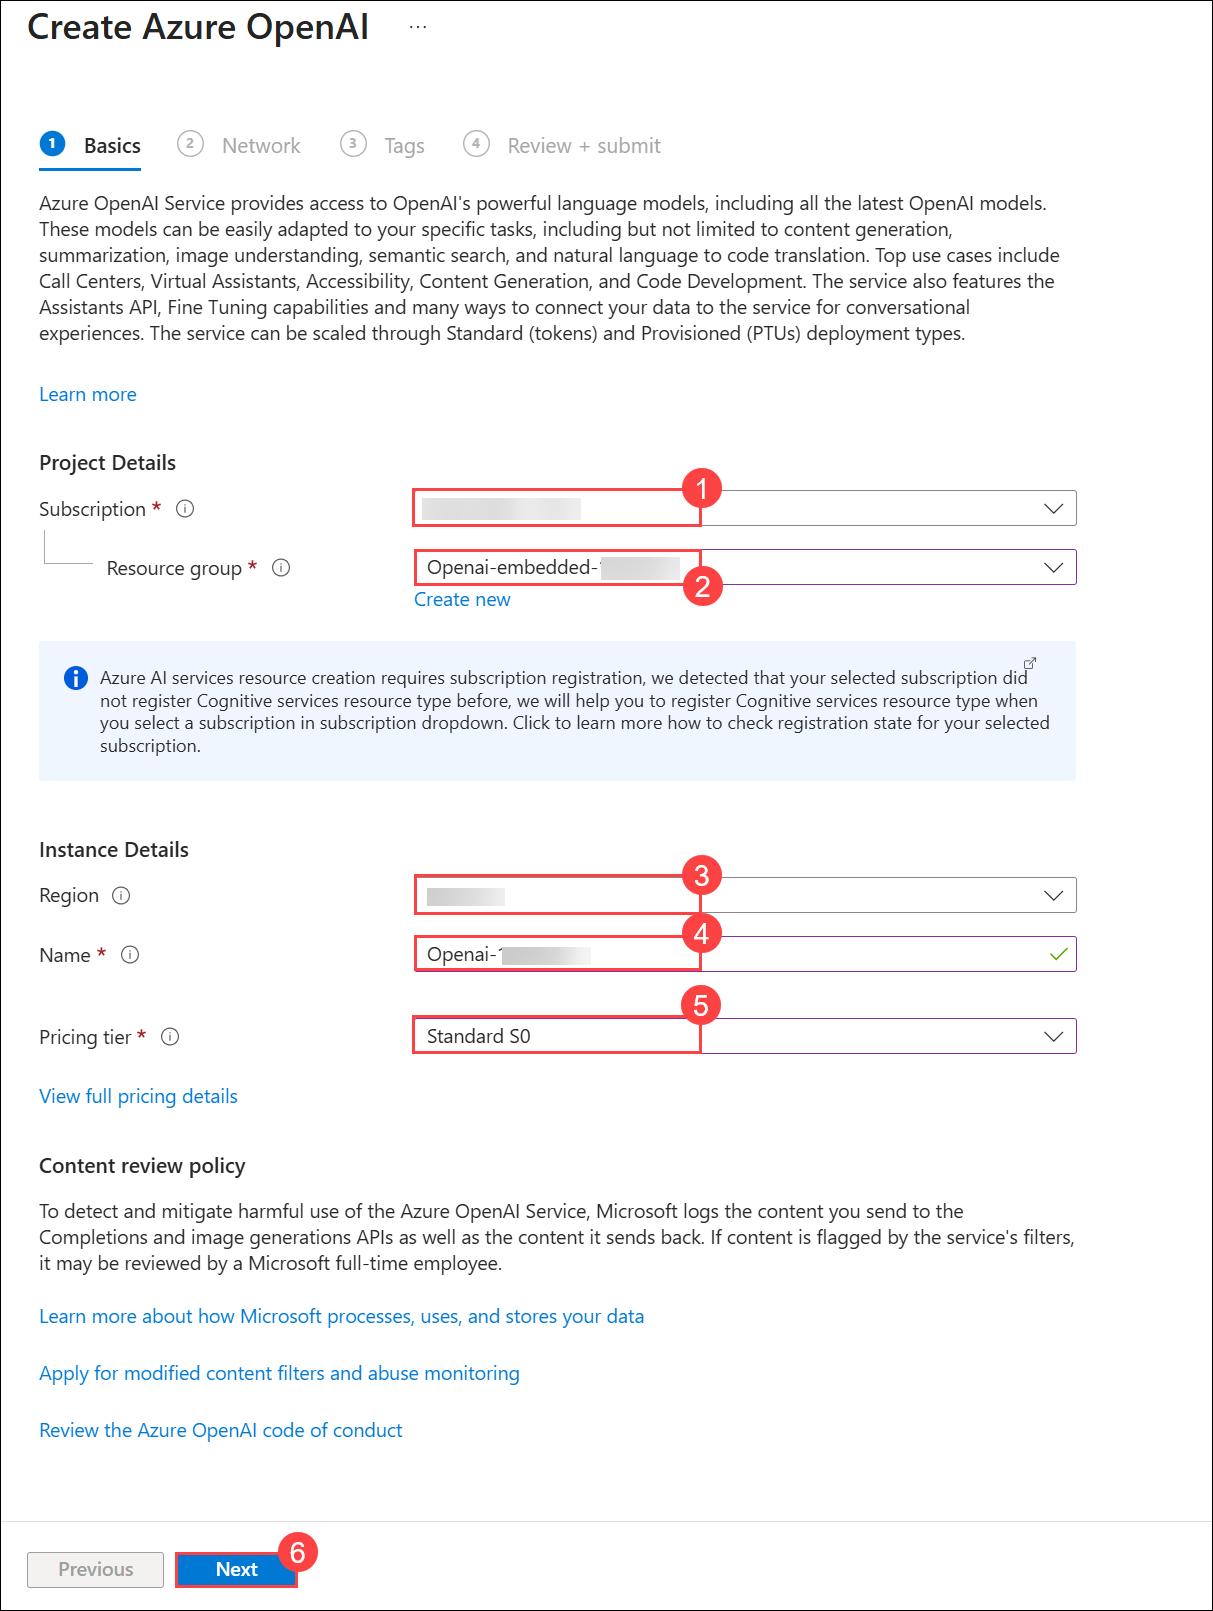 Create Azure OpenAI ...
1 Basics 2 Network 3 Tags 4 Review + submit
Azure OpenAI Service provides access to OpenAI's powerful language models, including all the latest OpenAI models.
These models can be easily adapted to your specific tasks, including but not limited to content generation,
summarization, image understanding, semantic search, and natural language to code translation. Top use cases include
Call Centers, Virtual Assistants, Accessibility, Content Generation, and Code Development. The service also features the
Assistants API, Fine Tuning capabilities and many ways to connect your data to the service for conversational
experiences. The service can be scaled through Standard (tokens) and Provisioned (PTUs) deployment types.
Learn more
Project Details
Subscription * 1
Resource group * Openai-embedded- 2
Create new
Azure AI services resource creation requires subscription registration, we detected that your selected subscription did
not register Cognitive services resource type before, we will help you to register Cognitive services resource type when
you select a subscription in subscription dropdown. Click to learn more how to check registration state for your selected
subscription.
Instance Details
Region 3
Name * Openai- 4
Pricing tier * Standard S0 5
View full pricing details
Content review policy
To detect and mitigate harmful use of the Azure OpenAI Service, Microsoft logs the content you send to the
Completions and image generations APIs as well as the content it sends back. If content is flagged by the service's filters,
it may be reviewed by a Microsoft full-time employee.
Learn more about how Microsoft processes, uses, and stores your data
Apply for modified content filters and abuse monitoring
Review the Azure OpenAI code of conduct
Previous Next 6